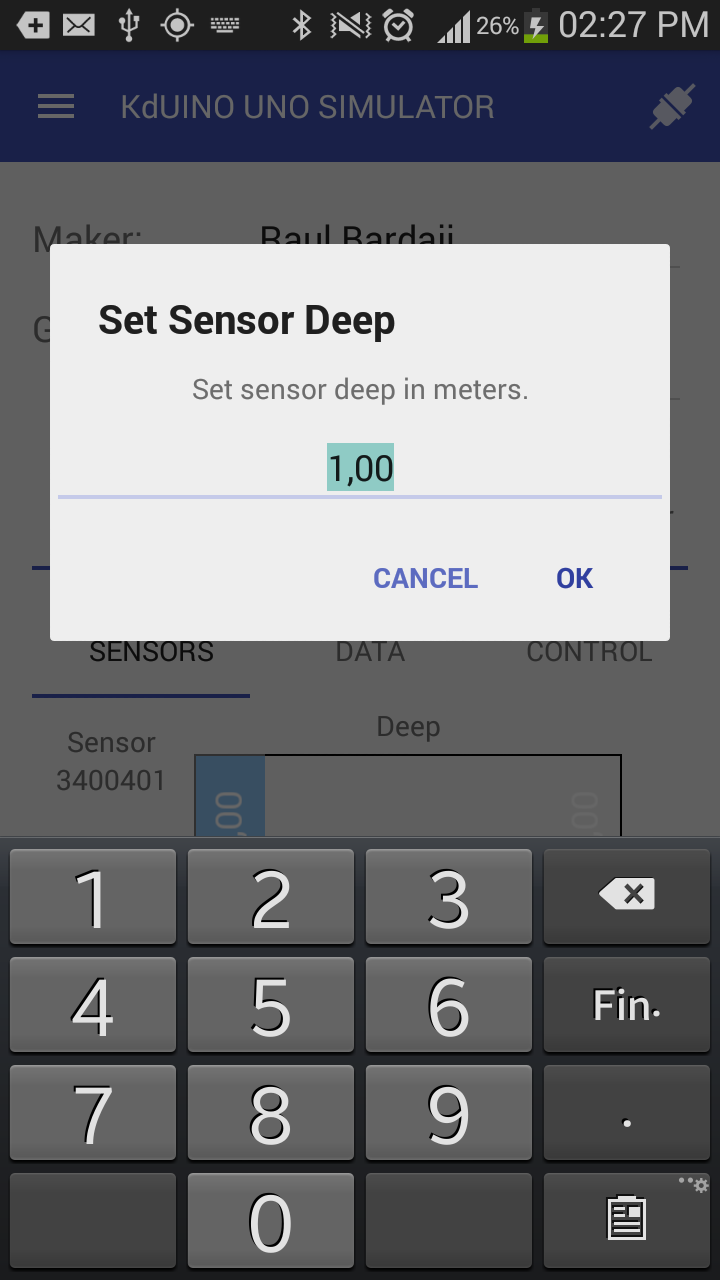 26% 02:27 PM
KdUINO UNO SIMULATOR
Maker: Raul Bardaji
Set Sensor Deep
Set sensor deep in meters.
1,00
CANCEL OK
SENSORS DATA CONTROL
Deep
Sensor
3400401
,00 00
1 2 3
4 5 6 Fin.
7 8 9 .
0